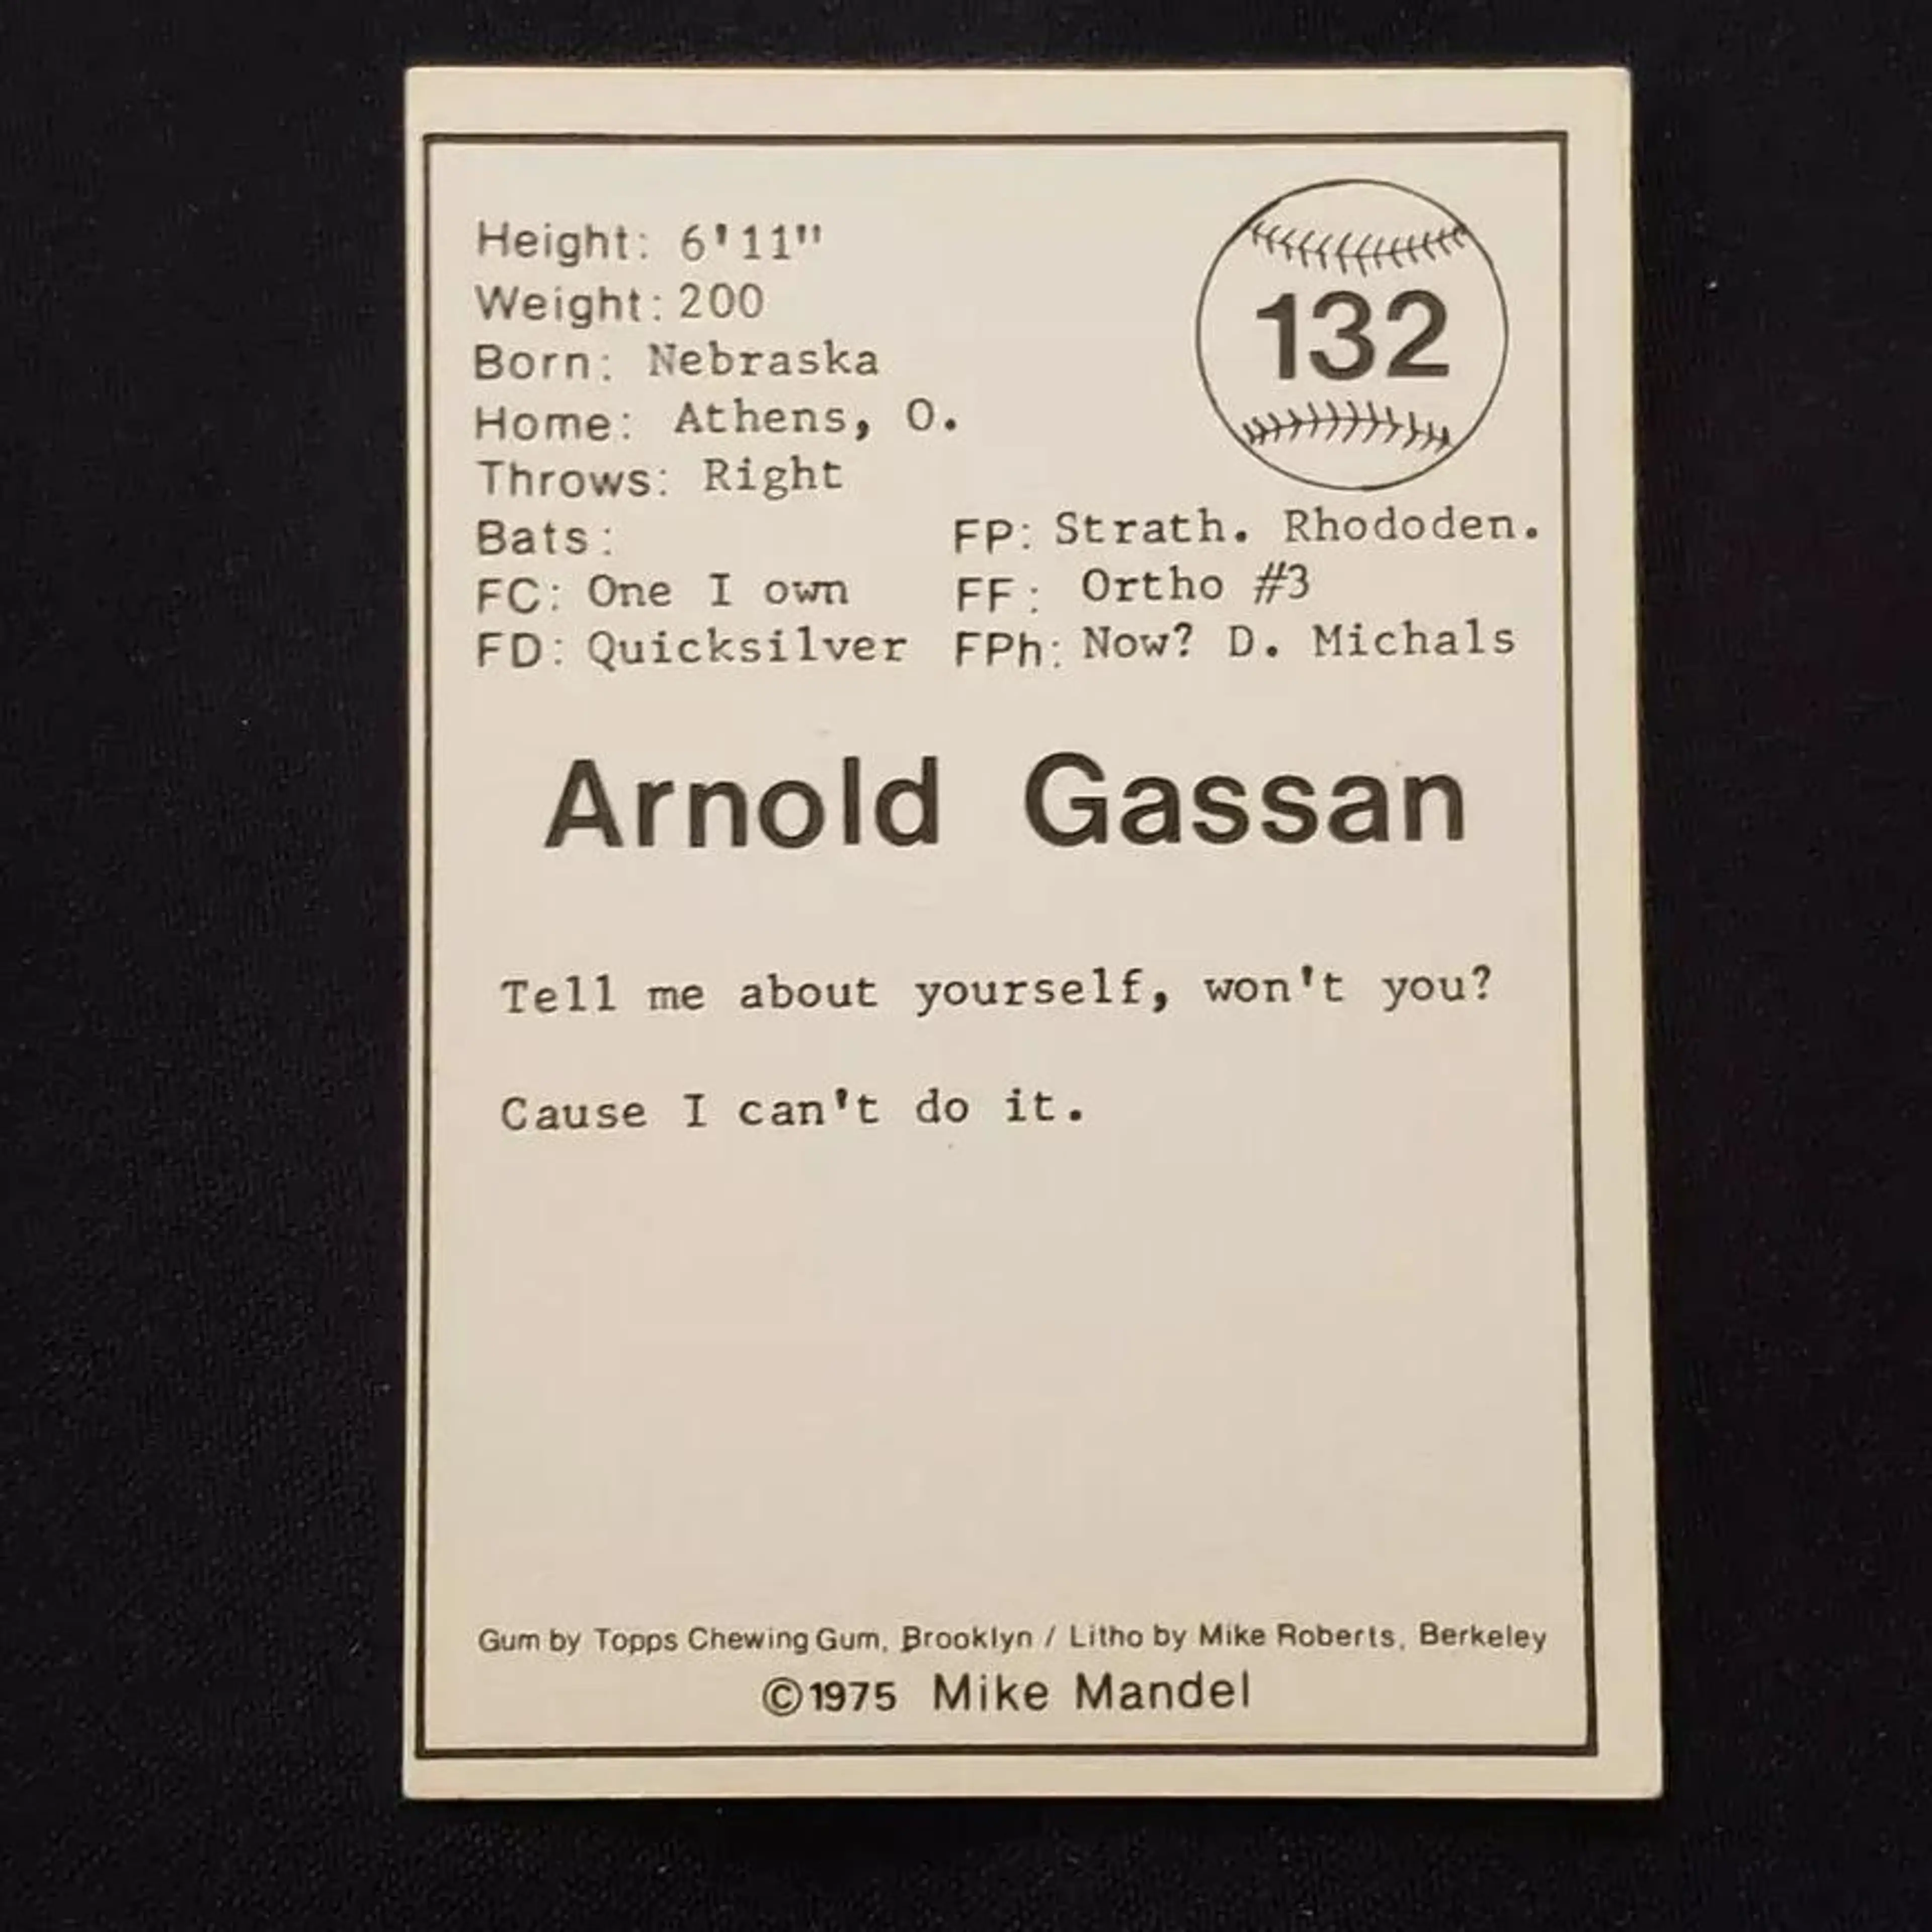 Height: 6'11"
132
Weight: 200
Born: Nebraska
Home: Athens, O.
Throws: Right
Bats: FP: Strath. Rhododen.
FC: One I own FF: Ortho #3
FD: Quicksilver FPh: Now? D. Michals
Arnold Gassan
Tell me about yourself, won't you?
Cause I can't do it.
Gum by Topps Chewing Gum, Brooklyn / Litho by Mike Roberts, Berkeley
©1975 Mike Mandel